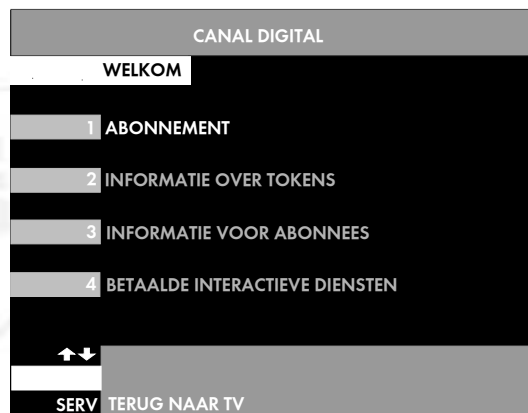 CANAL DIGITAL
WELKOM
1 ABONNEMENT
2 INFORMATIE OVER TOKENS
3 INFORMATIE VOOR ABONNEES
4 BETAALDE INTERACTIEVE DIENSTEN
SERV TERUG NAAR TV